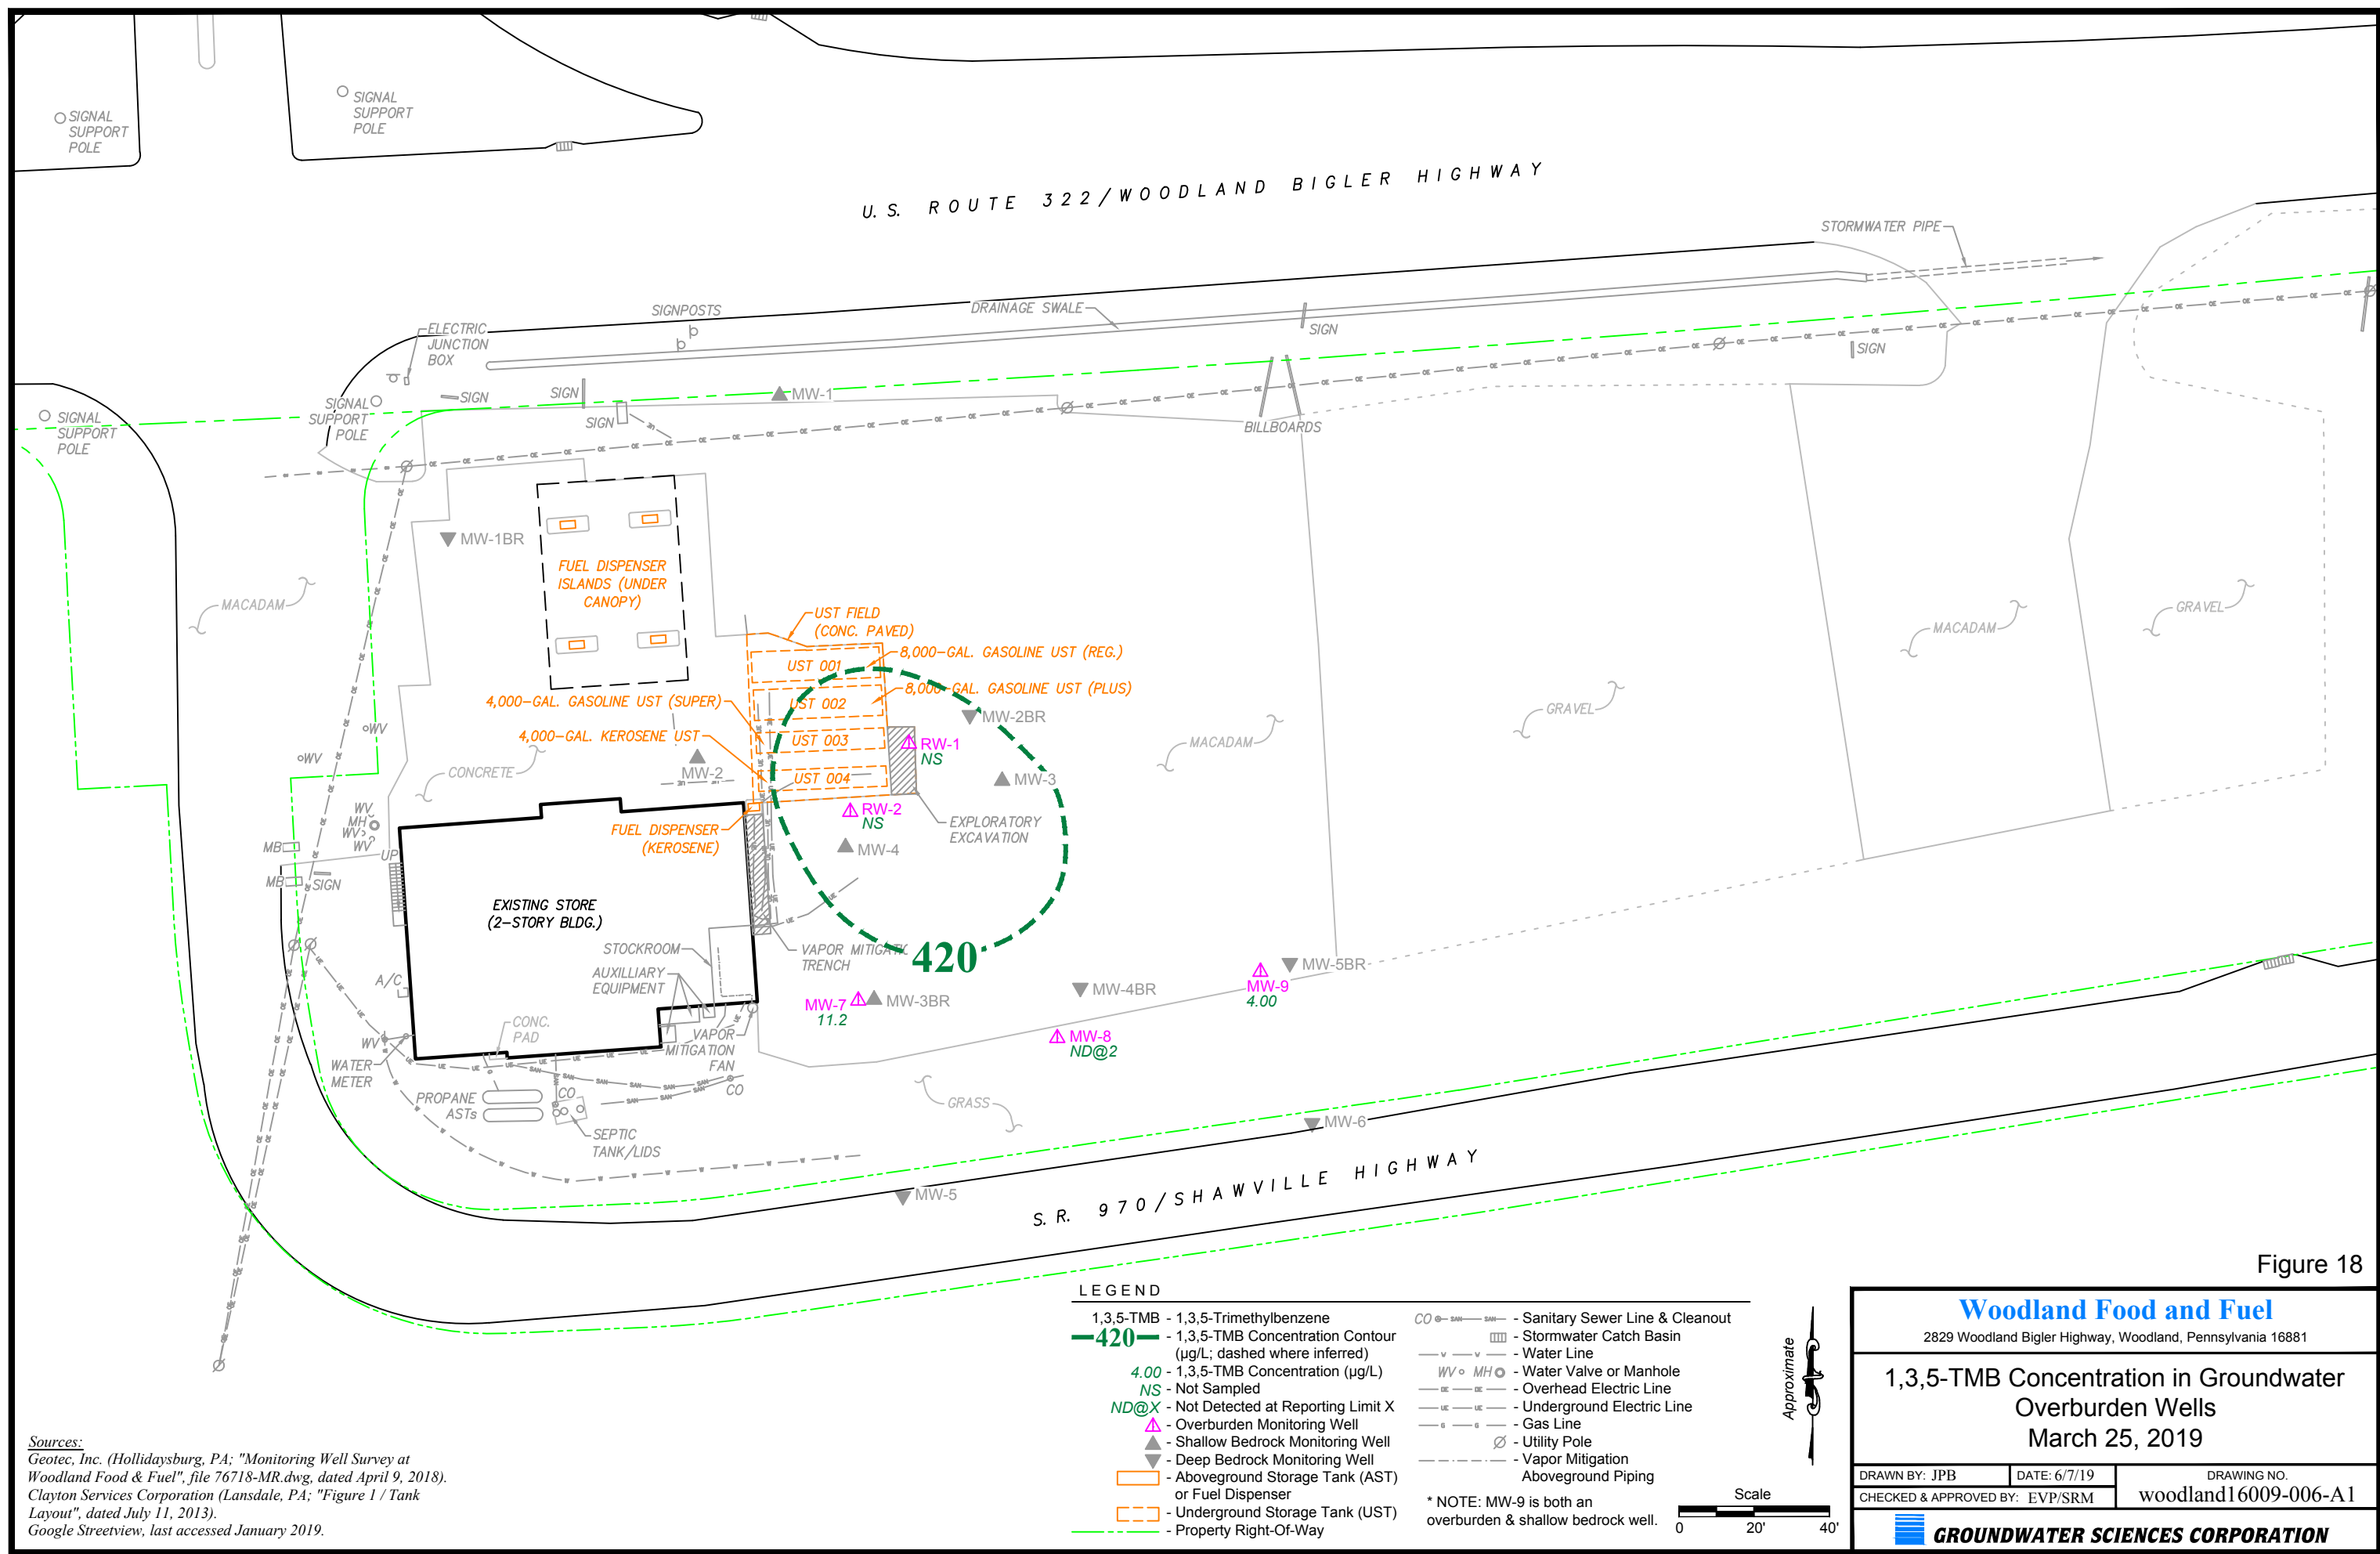 SIGNAL
SUPPORT
POLE
SIGNAL
SUPPORT
POLE
U.S. ROUTE 322/WOODLAND BIGLER HIGHWAY
STORMWATER PIPE
SIGNPOSTS
DRAINAGE SWALE
SIGN
ELECTRIC
JUNCTION
BOX
SIGN
SIGN
SIGN
SIGN
MW-1
SIGNAL
SUPPORT
POLE
SIGNAL
SUPPORT
POLE
BILLBOARDS
MW-1BR
FUEL DISPENSER
ISLANDS (UNDER
CANOPY)
MACADAM
UST FIELD
(CONC. PAVED)
8,000-GAL. GASOLINE UST (REG.)
UST 001
8,000-GAL. GASOLINE UST (PLUS)
UST 002
4,000-GAL. GASOLINE UST (SUPER)
4,000-GAL. KEROSENE UST
UST 003
UST 004
MW-2BR
RW-1
NS
MW-3
MACADAM
GRAVEL
MACADAM
GRAVEL
WV
WV
CONCRETE
MW-2
RW-2
NS
MW-4
EXPLORATORY
EXCAVATION
FUEL DISPENSER
(KEROSENE)
WV
MH
WV
WV
MB
UP
MB
SIGN
EXISTING STORE
(2-STORY BLDG.)
STOCKROOM
AUXILLIARY
EQUIPMENT
VAPOR MITIGATIC
TRENCH
420
A/C
MW-7
11.2
MW-3BR
MW-4BR
MW-9
4.00
MW-5BR
MW-8
ND@2
CONC.
PAD
VAPOR
MITIGATION
FAN
WV
WATER
METER
PROPANE
ASTs
CO
CO
SEPTIC
TANK/LIDS
GRASS
MW-6
MW-5
S.R. 970/SHAWVILLE HIGHWAY
Figure 18
LEGEND
1,3,5-TMB - 1,3,5-Trimethylbenzene
420 - 1,3,5-TMB Concentration Contour
(µg/L; dashed where inferred)
4.00 - 1,3,5-TMB Concentration (µg/L)
NS - Not Sampled
ND@X - Not Detected at Reporting Limit X
- Overburden Monitoring Well
- Shallow Bedrock Monitoring Well
- Deep Bedrock Monitoring Well
- Aboveground Storage Tank (AST)
or Fuel Dispenser
- Underground Storage Tank (UST)
- Property Right-Of-Way
CO SAN SAN - Sanitary Sewer Line & Cleanout
- Stormwater Catch Basin
- Water Line
WV MH - Water Valve or Manhole
OE OE - Overhead Electric Line
UE UE - Underground Electric Line
G G - Gas Line
- Utility Pole
- Vapor Mitigation
Aboveground Piping
* NOTE: MW-9 is both an
overburden & shallow bedrock well.
Approximate
Scale
0 20' 40'
Woodland Food and Fuel
2829 Woodland Bigler Highway, Woodland, Pennsylvania 16881
1,3,5-TMB Concentration in Groundwater
Overburden Wells
March 25, 2019
DRAWN BY: JPB
DATE: 6/7/19
DRAWING NO.
CHECKED & APPROVED BY: EVP/SRM
woodland16009-006-A1
GROUNDWATER SCIENCES CORPORATION
Sources:
Geotec, Inc. (Hollidaysburg, PA; "Monitoring Well Survey at
Woodland Food & Fuel", file 76718-MR.dwg, dated April 9, 2018).
Clayton Services Corporation (Lansdale, PA; "Figure 1 / Tank
Layout", dated July 11, 2013).
Google Streetview, last accessed January 2019.